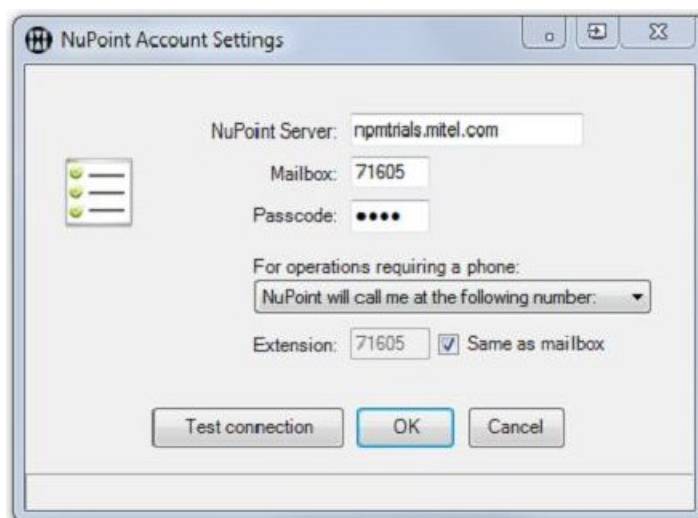 NuPoint Account Settings
NuPoint Server: npmtrials.mitel.com
Mailbox: 71605
Passcode: ●●●●
For operations requiring a phone:
NuPoint will call me at the following number:
Extension: 71605 Same as mailbox
Test connection OK Cancel